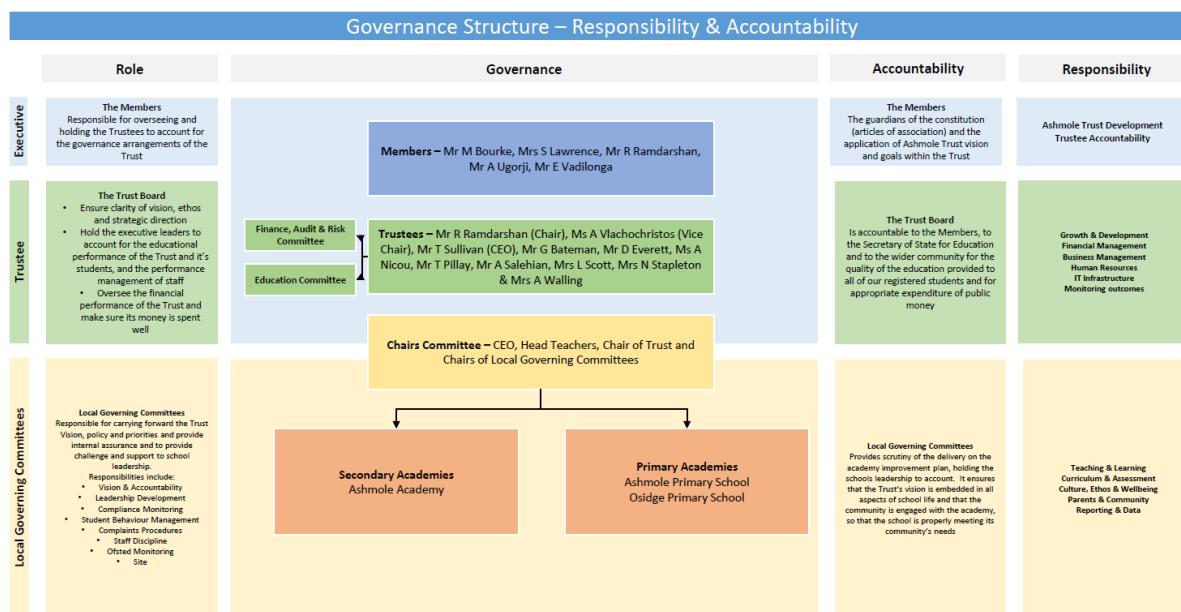 Governance Structure – Responsibility & Accountability
Role
Governance
Accountability
Responsibility
Executive
The Members
Responsible for overseeing and
holding the Trustees to account for
the governance arrangements of the
Trust
Members – Mr M Bourke, Mrs S Lawrence, Mr R Ramdarshan,
Mr A Ugorji, Mr E Vadilonga
The Members
The guardians of the constitution
(articles of association) and the
application of Ashmole Trust vision
and goals within the Trust
Ashmole Trust Development
Trustee Accountability
Trustee
The Trust Board
• Ensure clarity of vision, ethos
and strategic direction
• Hold the executive leaders to
account for the educational
performance of the Trust and it's
students, and the performance
management of staff
• Oversee the financial
performance of the Trust and
make sure its money is spent
well
Finance, Audit & Risk
Committee
Education Committee
Trustees – Mr R Ramdarshan (Chair), Ms A Vlachochristos (Vice
Chair), Mr T Sullivan (CEO), Mr G Bateman, Mr D Everett, Ms A
Nicou, Mr T Pillay, Mr A Salehian, Mrs L Scott, Mrs N Stapleton
& Mrs A Walling
The Trust Board
Is accountable to the Members, to
the Secretary of State for Education
and to the wider community for the
quality of the education provided to
all of our registered students and for
appropriate expenditure of public
money
Growth & Development
Financial Management
Business Management
Human Resources
IT Infrastructure
Monitoring outcomes
Chairs Committee – CEO, Head Teachers, Chair of Trust and
Chairs of Local Governing Committees
Local Governing Committees
Local Governing Committees
Responsible for carrying forward the Trust
Vision, policy and priorities and provide
internal assurance and to provide
challenge and support to school
leadership.
Responsibilities include:
• Vision & Accountability
• Leadership Development
• Compliance Monitoring
• Student Behaviour Management
• Complaints Procedures
• Staff Discipline
• Ofsted Monitoring
• Site
Secondary Academies
Ashmole Academy
Primary Academies
Ashmole Primary School
Osidge Primary School
Local Governing Committees
Provides scrutiny of the delivery on the
academy improvement plan, holding the
schools leadership to account. It ensures
that the Trust's vision is embedded in all
aspects of school life and that the
community is engaged with the academy,
so that the school is properly meeting its
community's needs
Teaching & Learning
Curriculum & Assessment
Culture, Ethos & Wellbeing
Parents & Community
Reporting & Data